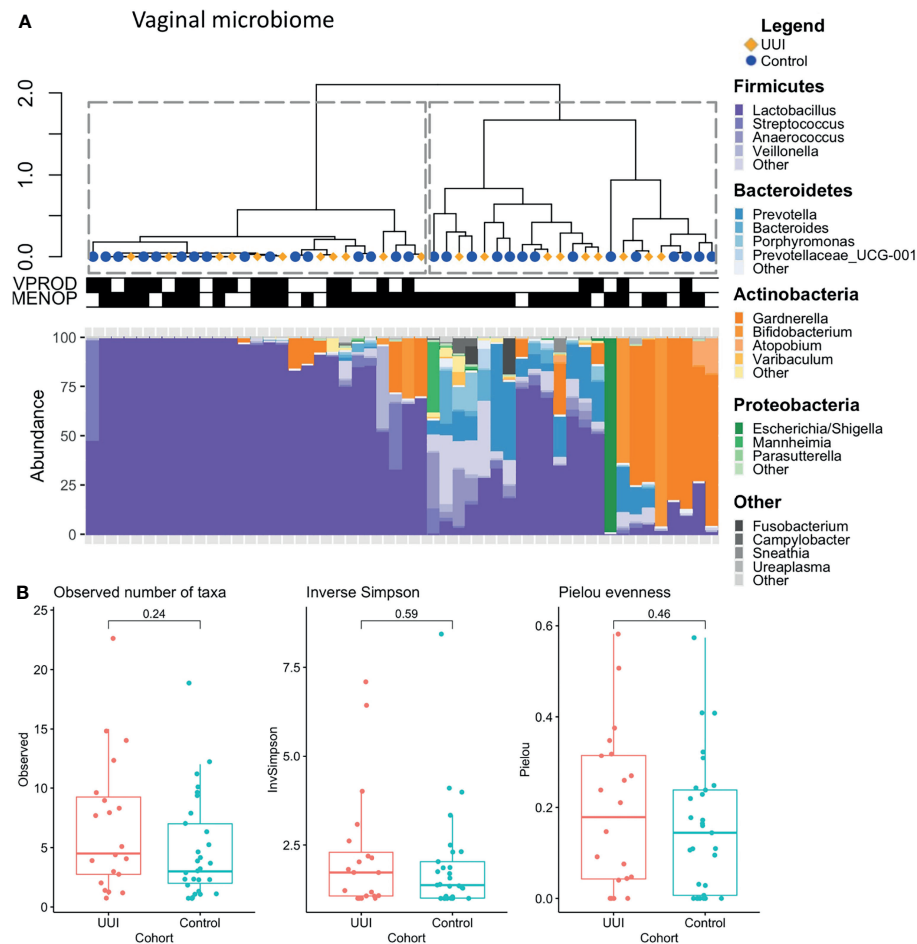 A
Vaginal microbiome
Legend
UUI
Control
Firmicutes
Lactobacillus
Streptococcus
Anaerococcus
Veillonella
Other
Bacteroidetes
Prevotella
Bacteroides
Porphyromonas
Prevotellaceae_UCG-001
Other
Actinobacteria
Gardnerella
Bifidobacterium
Atopobium
Varibaculum
Other
Proteobacteria
Escherichia/Shigella
Mannheimia
Parasutterella
Other
Other
Fusobacterium
Campylobacter
Sneathia
Ureaplasma
Other
2.0
1.0
0.0
VPROD
MENOP
100
75
50
25
0
Abundance
B
Observed number of taxa
0.24
25
20
15
10
5
0
Observed
UUI
Control
Cohort
Inverse Simpson
0.59
7.5
5.0
2.5
InvSimpson
UUI
Control
Cohort
Pielou evenness
0.46
0.6
0.4
0.2
0.0
Pielou
UUI
Control
Cohort